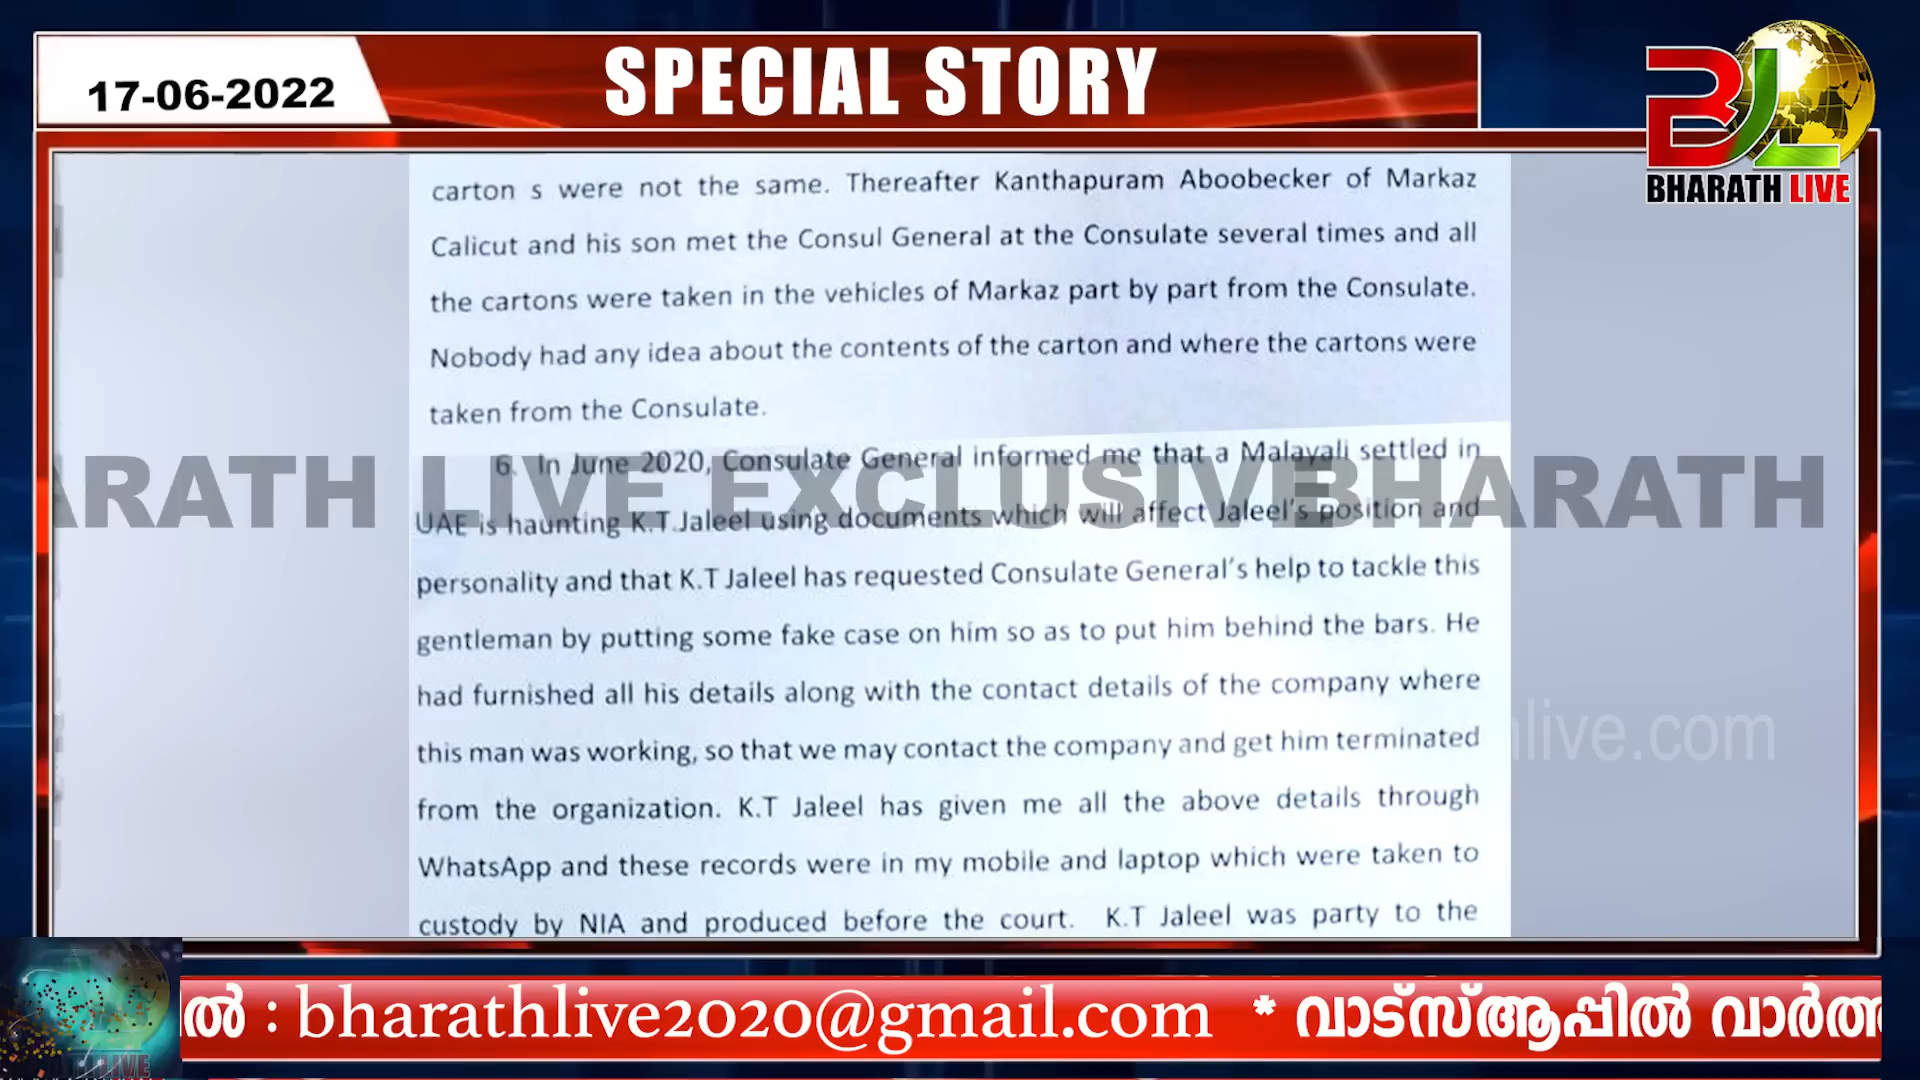 17-06-2022
SPECIAL STORY
BL
BHARATH LIVE
carton s were not the same. Thereafter Kanthapuram Aboobecker of Markaz
Calicut and his son met the Consul General at the Consulate several times and all
the cartons were taken in the vehicles of Markaz part by part from the Consulate.
Nobody had any idea about the contents of the carton and where the cartons were
taken from the Consulate.
6. In June 2020, Consulate General informed me that a Malayali settled in
ARATH LIVE EXCLUSIVE BHARATH
UAE is haunting K.T.Jaleel using documents which will affect Jaleel's position and
personality and that K.T Jaleel has requested Consulate General's help to tackle this
gentleman by putting some fake case on him so as to put him behind the bars. He
had furnished all his details along with the contact details of the company where
this man was working, so that we may contact the company and get him terminated
hlive.com
from the organization. K.T Jaleel has given me all the above details through
WhatsApp and these records were in my mobile and laptop which were taken to
custody by NIA and produced before the court. K.T Jaleel was party to the
ൽ : bharathlive2020@gmail.com * വാട്സ്ആപ്പിൽ വാർത്ത